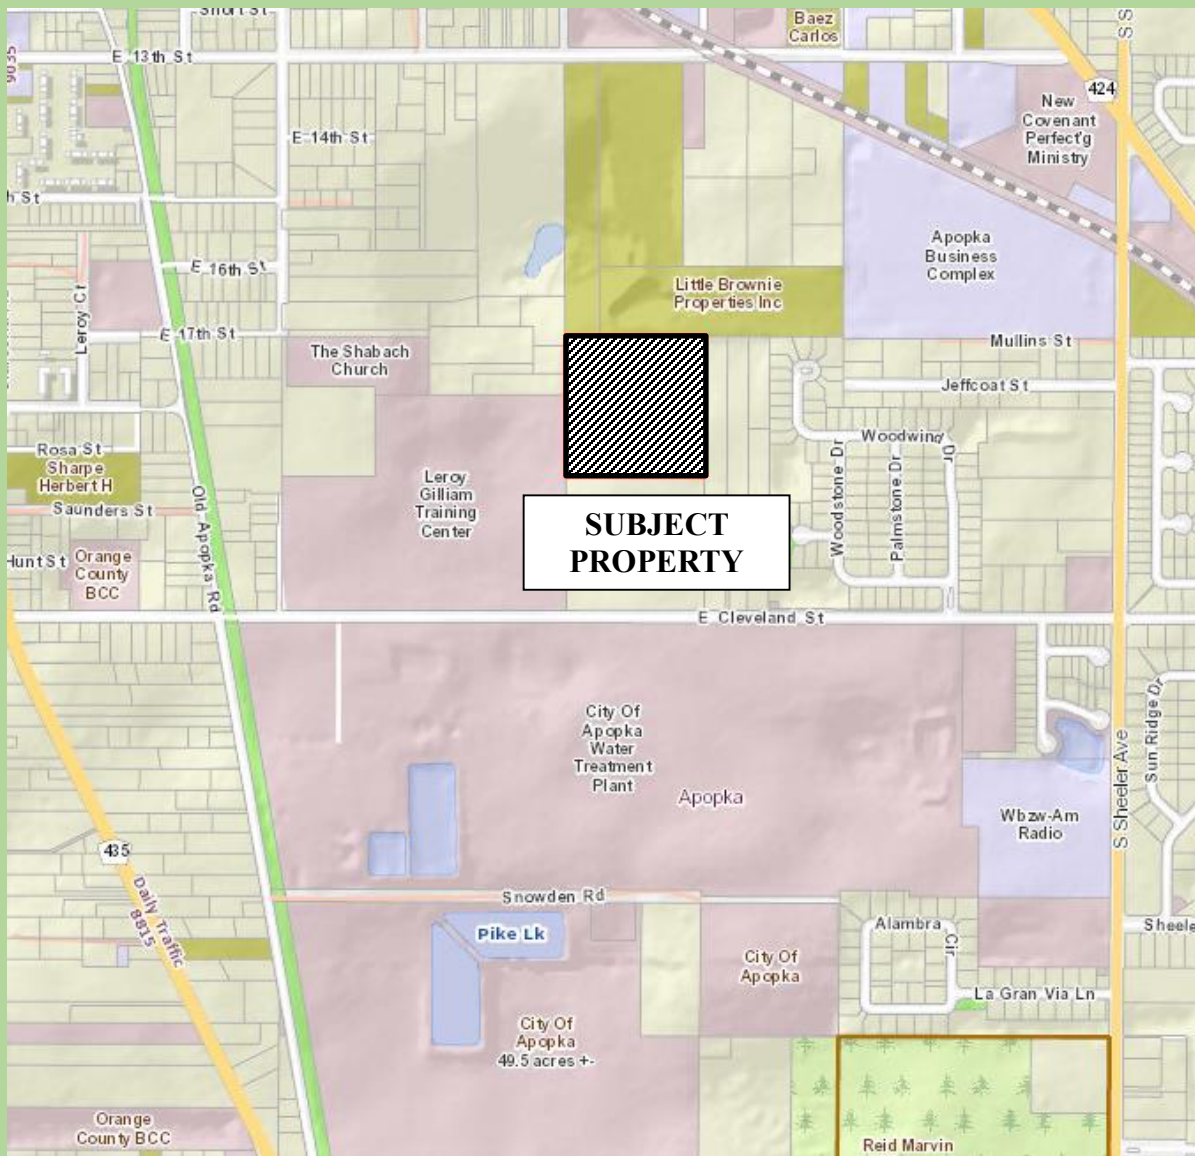 Short St
Baez
Carlos
S S
E 13th St
9035
424
New
Covenant
Perfect'g
Ministry
E 14th St
h St
Apopka
Business
Complex
E 16th St
Little Brownie
Properties Inc
Leroy Ct
E 17th St
Mullins St
The Shabach
Church
Jeffcoat St
Woodwind Dr
Rosa St
Sharpe
Herbert H
Saunders St
Leroy
Gilliam
Training
Center
Old Apopka Rd
Woodstone Dr
Palmstone Dr
SUBJECT
PROPERTY
Hunt St
Orange
County
BCC
E Cleveland St
City Of
Apopka
Water
Treatment
Plant
Apopka
Sun Ridge Dr
S Sheeler Ave
Wbzw-Am
Radio
435
Daily Traffic
8815
Snowden Rd
Pike Lk
Alambra Cir
Sheele
City Of
Apopka
La Gran Via Ln
City Of
Apopka
49.5 acres +-
Orange
County BCC
Reid Marvin